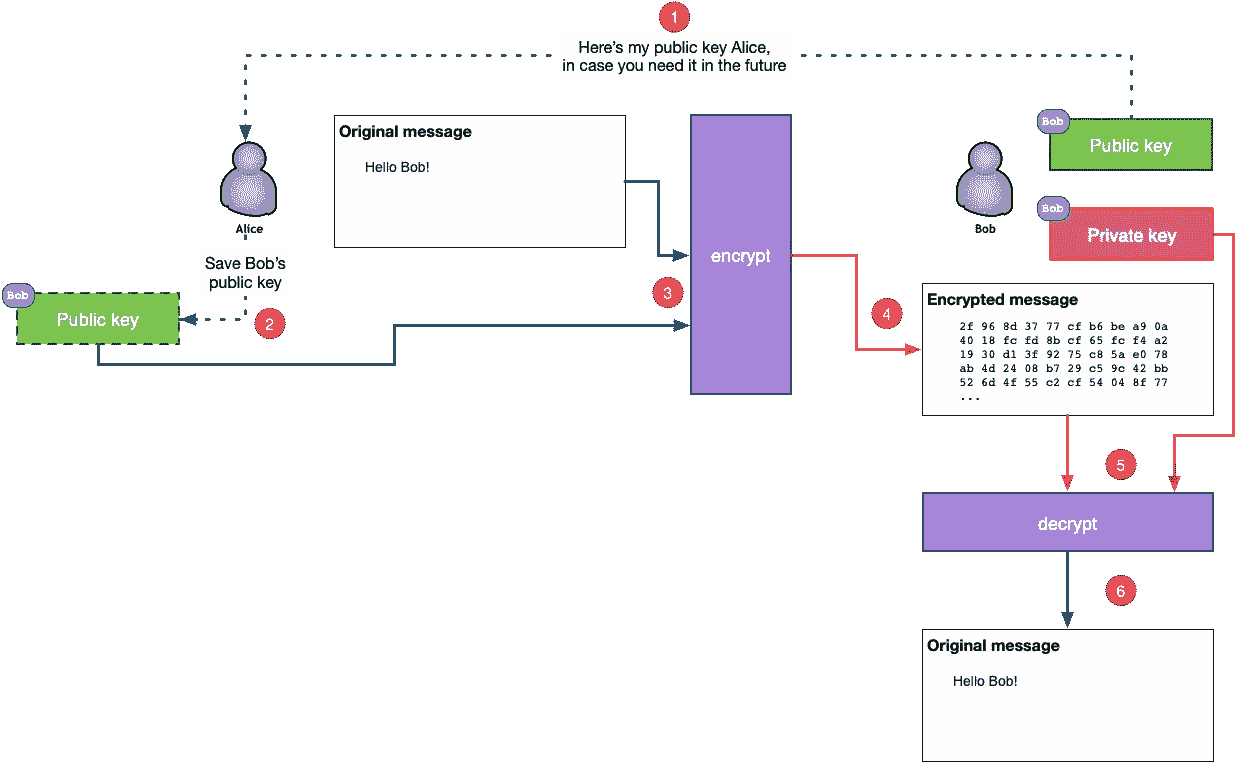 1
Here's my public key Alice,
in case you need it in the future
Original message
Hello Bob!
Bob
Public key
Alice
Bob
Bob
Private key
encrypt
Save Bob's
public key
Bob
Public key
2
3
4
Encrypted message
2f 96 8d 37 77 cf b6 be a9 0a
40 18 fc fd 8b cf 65 fc f4 a2
19 30 d1 3f 92 75 c8 5a e0 78
ab 4d 24 08 b7 29 c5 9c 42 bb
52 6d 4f 55 c2 cf 54 04 8f 77
...
5
decrypt
6
Original message
Hello Bob!